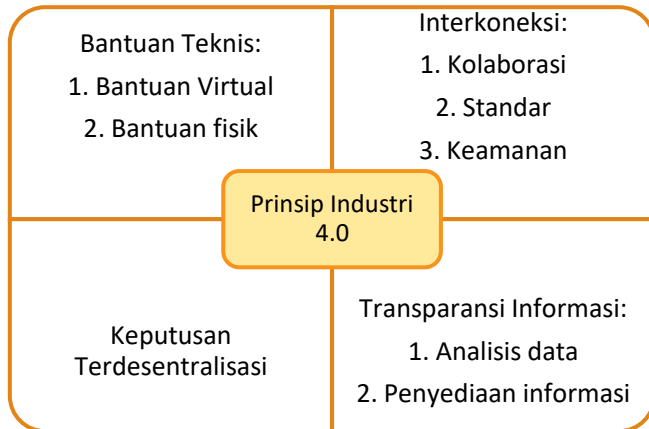 Bantuan Teknis:
1. Bantuan Virtual
2. Bantuan fisik
Interkoneksi:
1. Kolaborasi
2. Standar
3. Keamanan
Prinsip Industri
4.0
Keputusan
Terdesentralisasi
Transparansi Informasi:
1. Analisis data
2. Penyediaan informasi